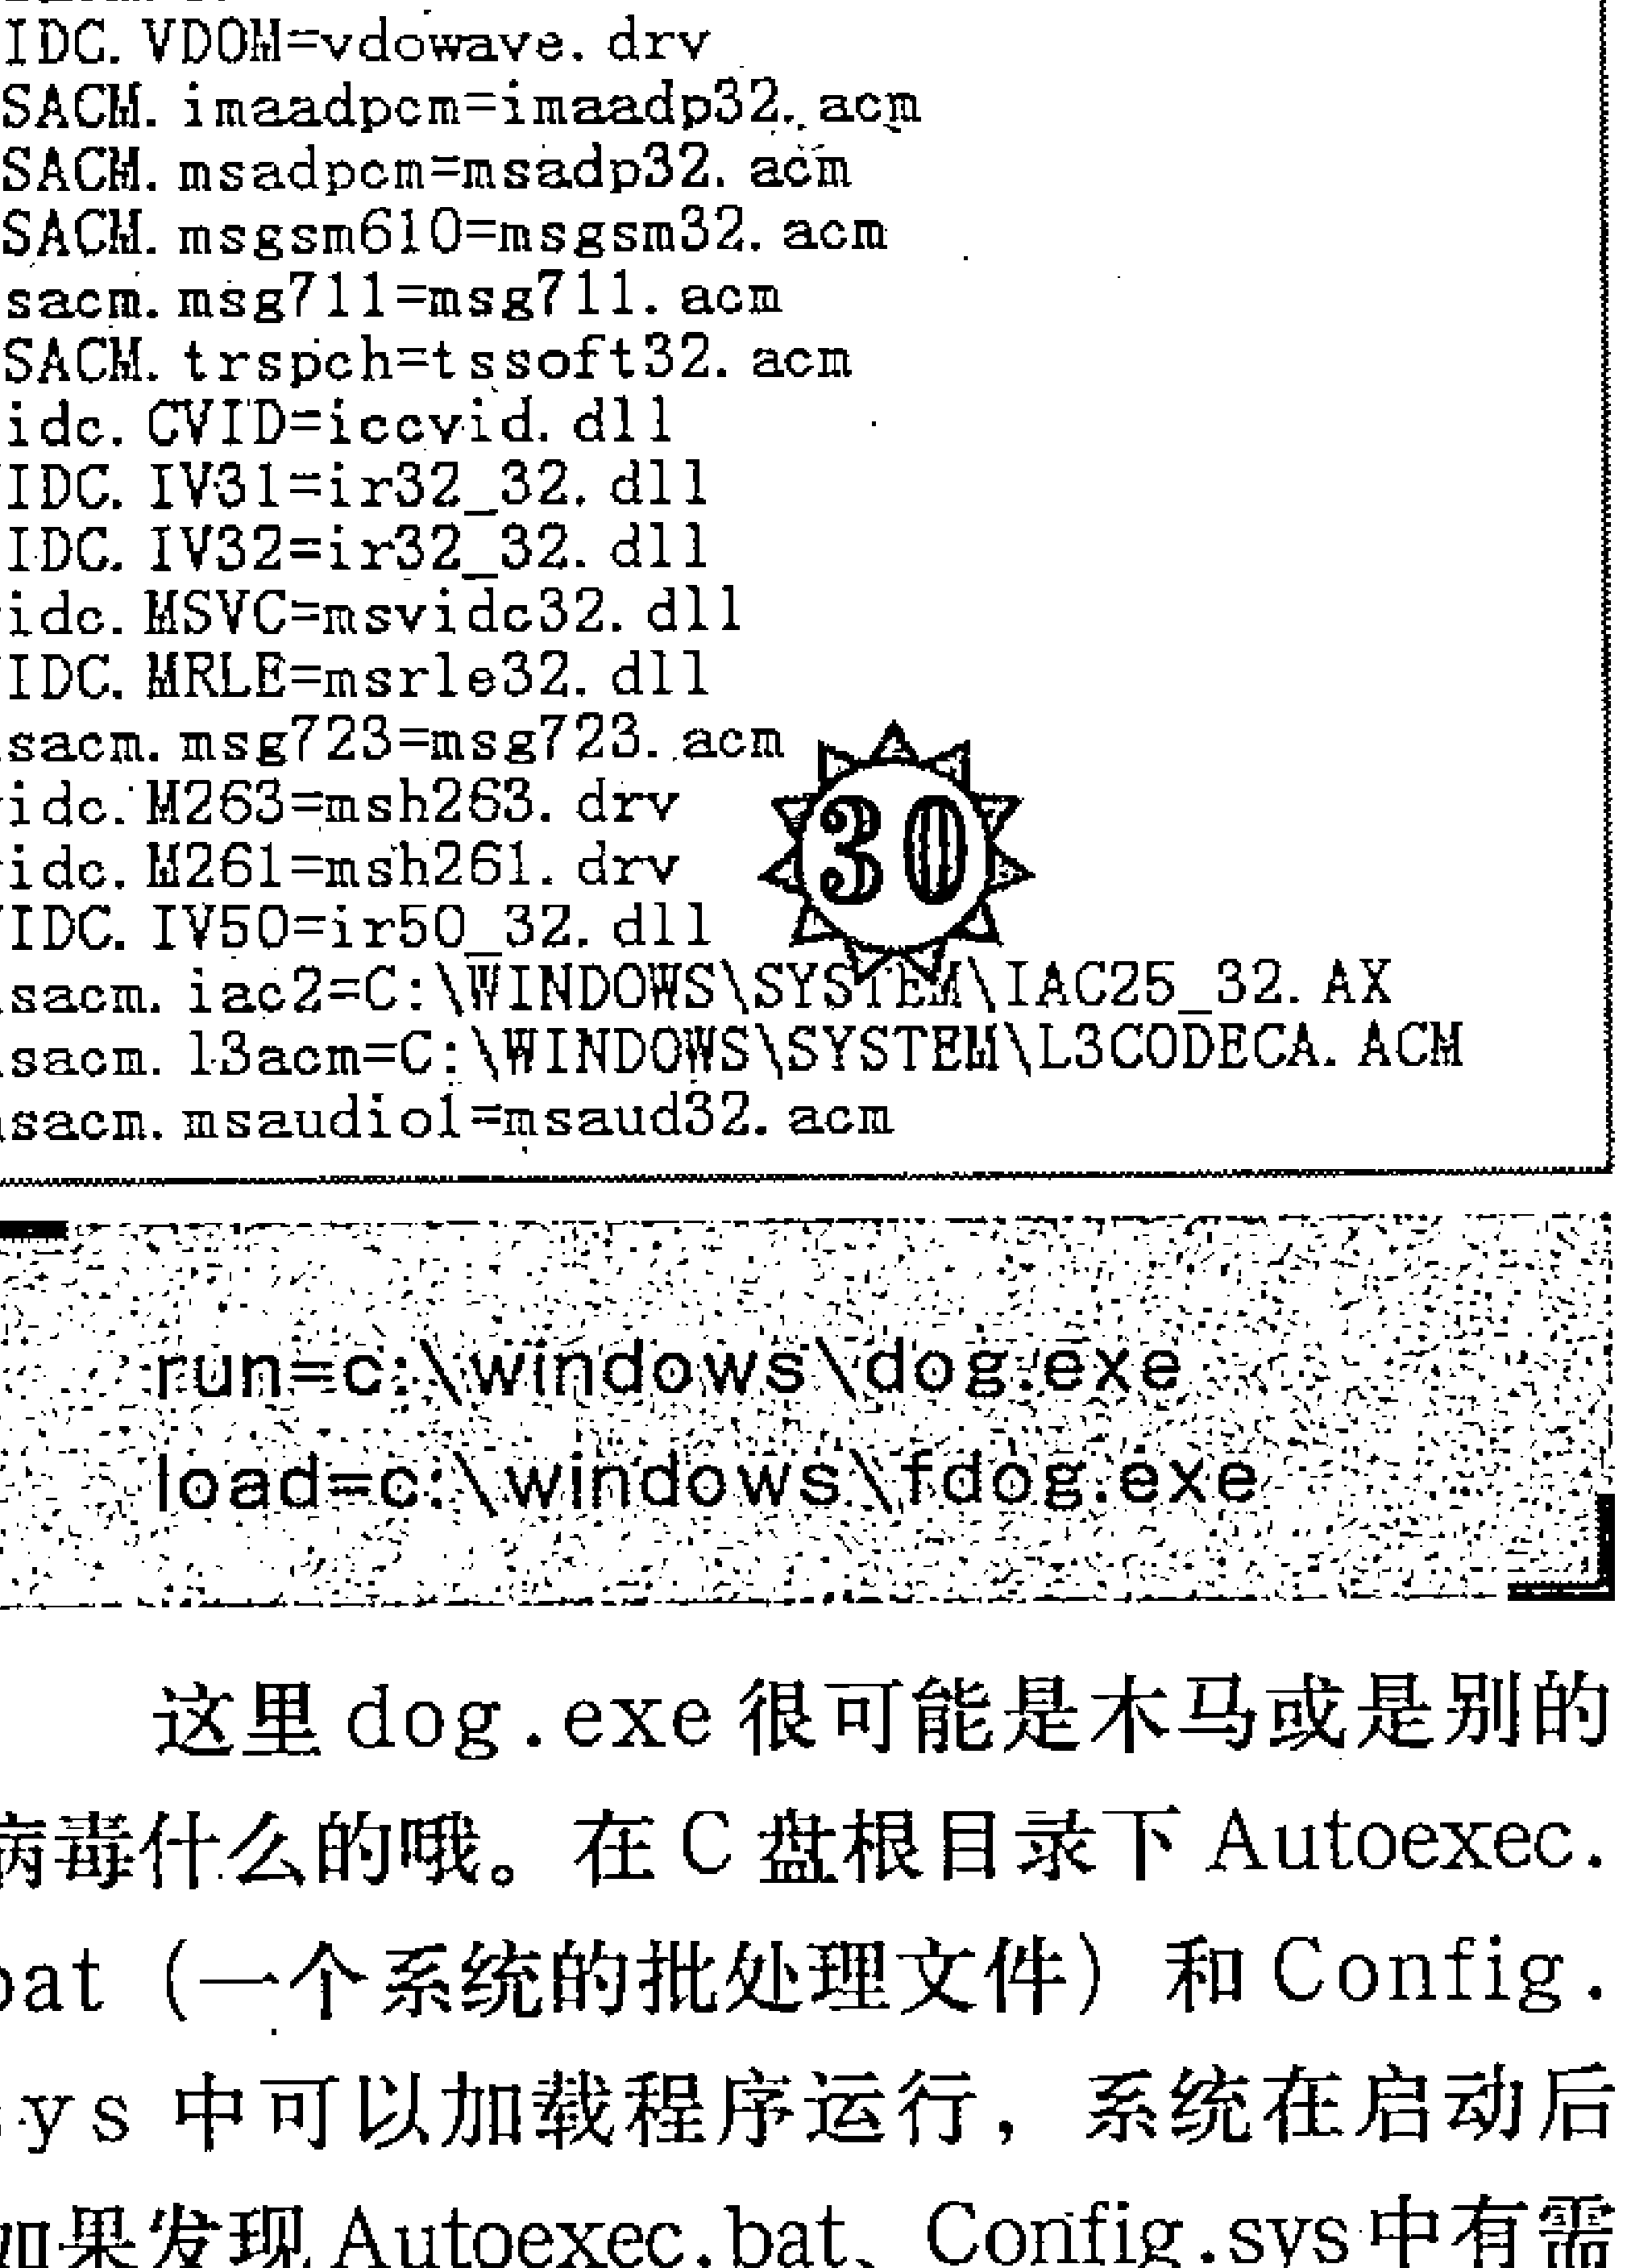 IDC. VDOM=vdowave. drv
SACM. imaadpcm=imaadp32. acm
SACM. msadpcm=msadp32. acm
SACM. msgsm610=msgsm32. acm
sacm. msg711=msg711. acm
SACM. trspch=tssoft32. acm
idc. CVID=iccvid. dll
IDC. IV31=ir32_32. dll
IDC. IV32=ir32_32. dll
idc. MSVC=msvidc32. dll
IDC. MRLE=msrle32. dll
sacm. msg723=msg723. acm
idc. M263=msh263. drv
30
idc. M261=msh261. drv
IDC. IV50=ir50_32. dll
sacm. iac2=C:\WINDOWS\SYSTEM\IAC25_32. AX
sacm. l3acm=C:\WINDOWS\SYSTEM\L3CODECA. ACM
sacm. msaudio1=msaud32. acm
run=c:\windows\dog.exe
load=c:\windows\fdog.exe
这里 dog.exe 很可能是木马或是别的
病毒什么的哦。在 C 盘根目录下 Autoexec.
bat (一个系统的批处理文件) 和 Config.
sys 中可以加载程序运行，系统在启动后
如果发现 Autoexec.bat、Config.sys 中有需